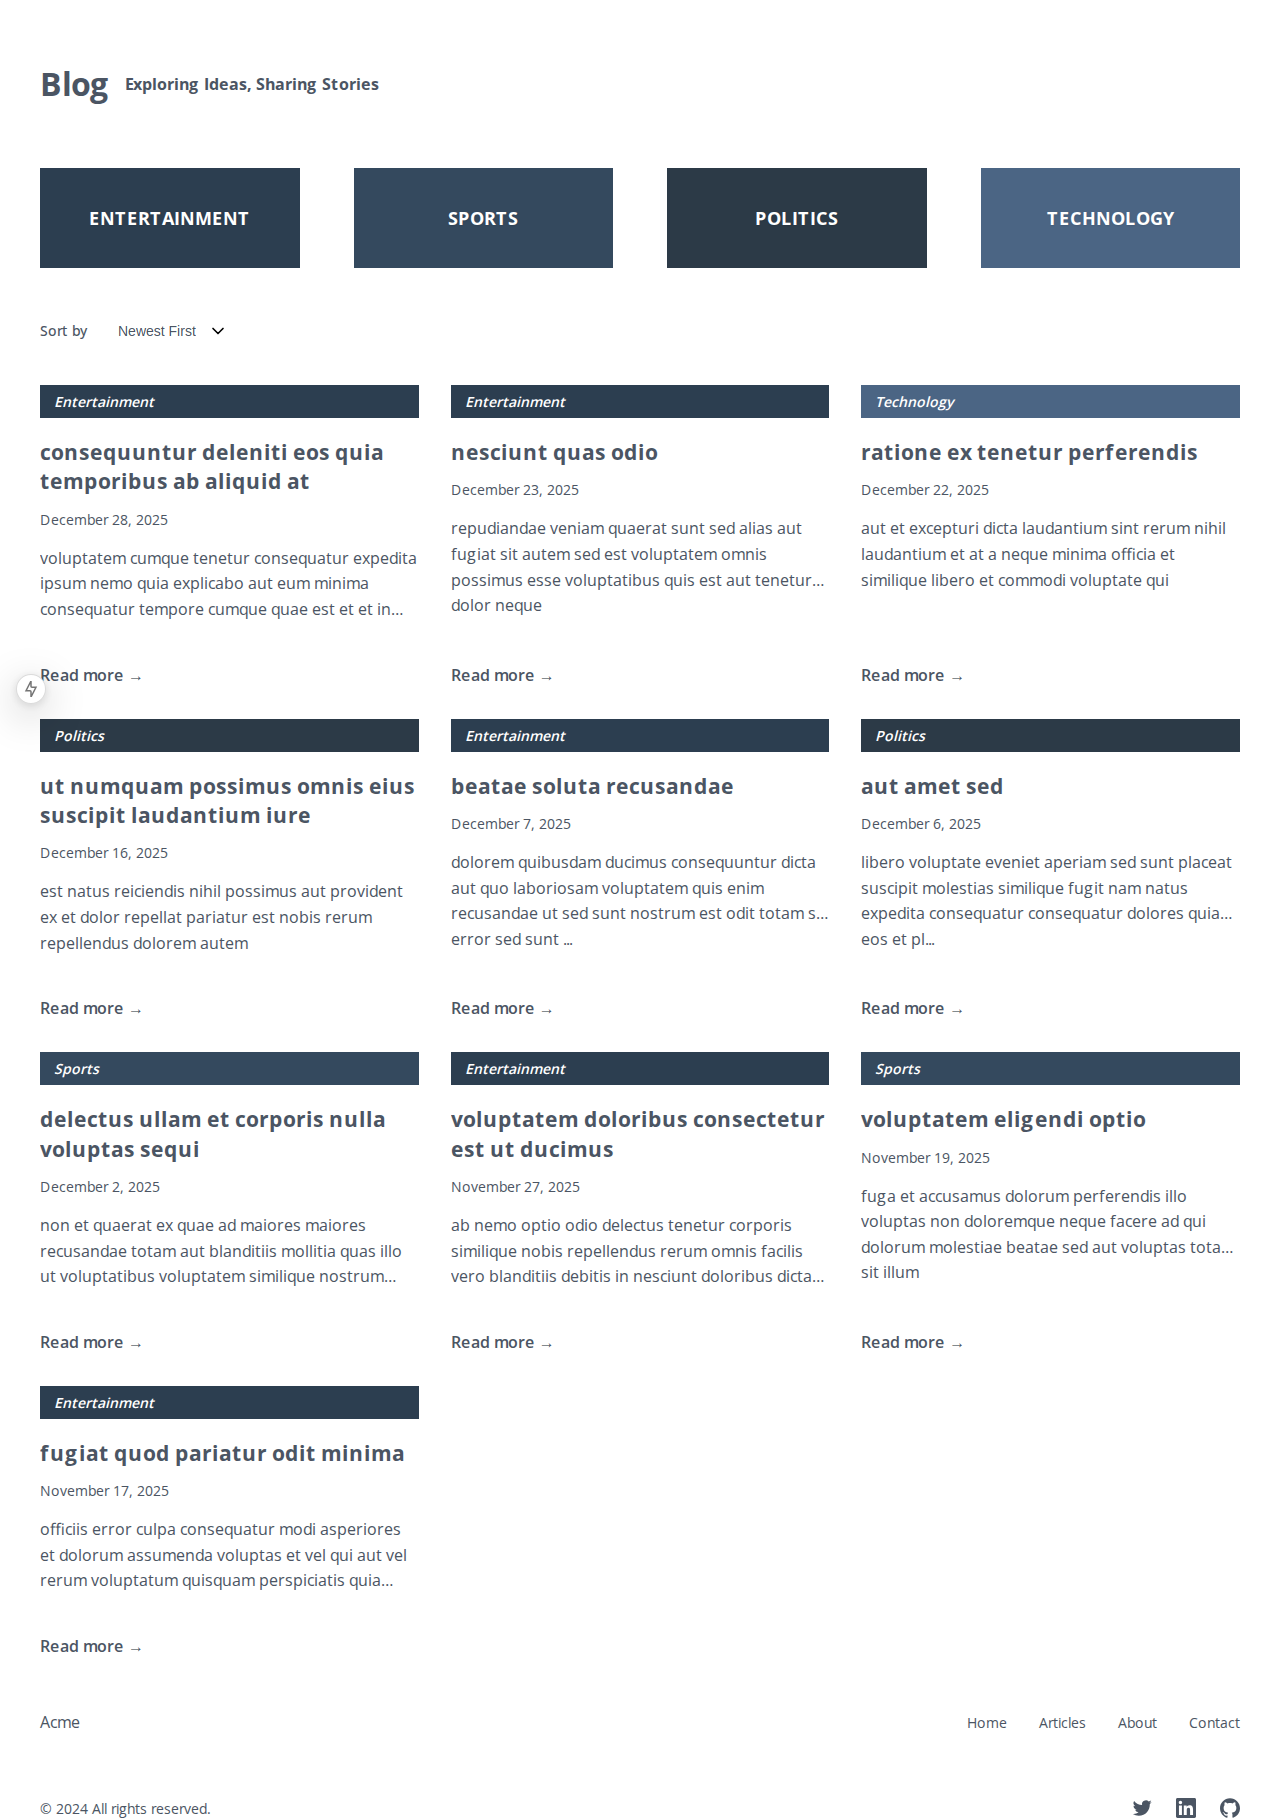 Blog
Exploring Ideas, Sharing Stories
ENTERTAINMENT
SPORTS
POLITICS
TECHNOLOGY
Sort by
Newest First
Entertainment
consequuntur deleniti eos quia
temporibus ab aliquid at
December 28, 2025
voluptatem cumque tenetur consequatur expedita
ipsum nemo quia explicabo aut eum minima
consequatur tempore cumque quae est et et in...
Read more →
Entertainment
nesciunt quas odio
December 23, 2025
repudiandae veniam quaerat sunt sed alias aut
fugiat sit autem sed est voluptatem omnis
possimus esse voluptatibus quis est aut tenetur...
dolor neque
Read more →
Technology
ratione ex tenetur perferendis
December 22, 2025
aut et excepturi dicta laudantium sint rerum nihil
laudantium et at a neque minima officia et
similique libero et commodi voluptate qui
Read more →
Politics
ut numquam possimus omnis eius
suscipit laudantium iure
December 16, 2025
est natus reiciendis nihil possimus aut provident
ex et dolor repellat pariatur est nobis rerum
repellendus dolorem autem
Read more →
Entertainment
beatae soluta recusandae
December 7, 2025
dolorem quibusdam ducimus consequuntur dicta
aut quo laboriosam voluptatem quis enim
recusandae ut sed sunt nostrum est odit totam s...
error sed sunt ...
Read more →
Politics
aut amet sed
December 6, 2025
libero voluptate eveniet aperiam sed sunt placeat
suscipit molestias similique fugit nam natus
expedita consequatur consequatur dolores quia...
eos et pl...
Read more →
Sports
delectus ullam et corporis nulla
voluptas sequi
December 2, 2025
non et quaerat ex quae ad maiores maiores
recusandae totam aut blanditiis mollitia quas illo
ut voluptatibus voluptatem similique nostrum...
Read more →
Entertainment
voluptatem doloribus consectetur
est ut ducimus
November 27, 2025
ab nemo optio odio delectus tenetur corporis
similique nobis repellendus rerum omnis facilis
vero blanditiis debitis in nesciunt doloribus dicta...
Read more →
Sports
voluptatem eligendi optio
November 19, 2025
fuga et accusamus dolorum perferendis illo
voluptas non doloremque neque facere ad qui
dolorum molestiae beatae sed aut voluptas tota...
sit illum
Read more →
Entertainment
fugiat quod pariatur odit minima
November 17, 2025
officiis error culpa consequatur modi asperiores
et dolorum assumenda voluptas et vel qui aut vel
rerum voluptatum quisquam perspiciatis quia...
Read more →
Acme
Home
Articles
About
Contact
© 2024 All rights reserved.